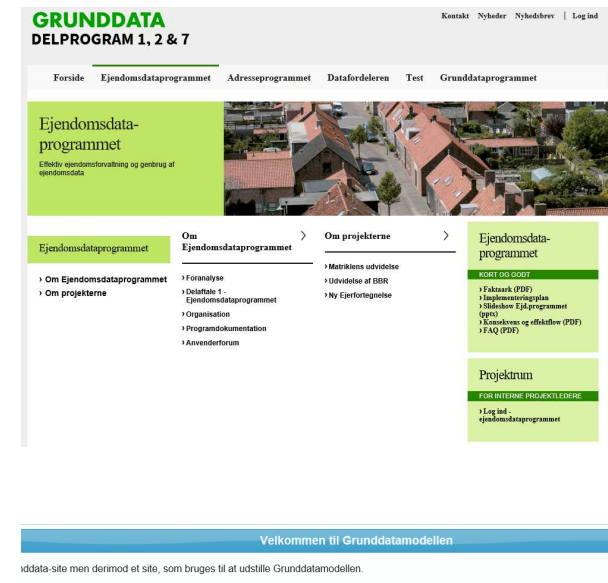 GRUNDDATA
DELPROGRAM 1, 2 & 7
Kontakt Nyheder Nyhedsbrev | Log ind
Forside Ejendomsdataprogrammet Adresseprogrammet Datafordeleren Test Grunddataprogrammet
Ejendomsdata-
programmet
Effektiv ejendomsforvaltning og genbrug af
ejendomsdata
Ejendomsdataprogrammet
› Om Ejendomsdataprogrammet
› Om projekterne
Om
Ejendomsdataprogrammet
› Foranalyse
› Delaftale 1 -
Ejendomsdataprogrammet
› Organisation
› Programdokumentation
› Anvenderforum
Om projekterne
› Matriklens udvidelse
› Udvidelse af BBR
› Ny Ejerfortegnelse
Ejendomsdata-
programmet
KORT OG GODT
› Faktaark (PDF)
› Implementeringsplan
› Slideshow Ejd.programmet
(pptx)
› Konsekvens og effektflow (PDF)
› FAQ (PDF)
Projektrum
FOR INTERNE PROJEKTLEDERE
› Log ind -
ejendomsdataprogrammet
Velkommen til Grunddatamodellen
ddata-site men derimod et site, som bruges til at udstille Grunddatamodellen.